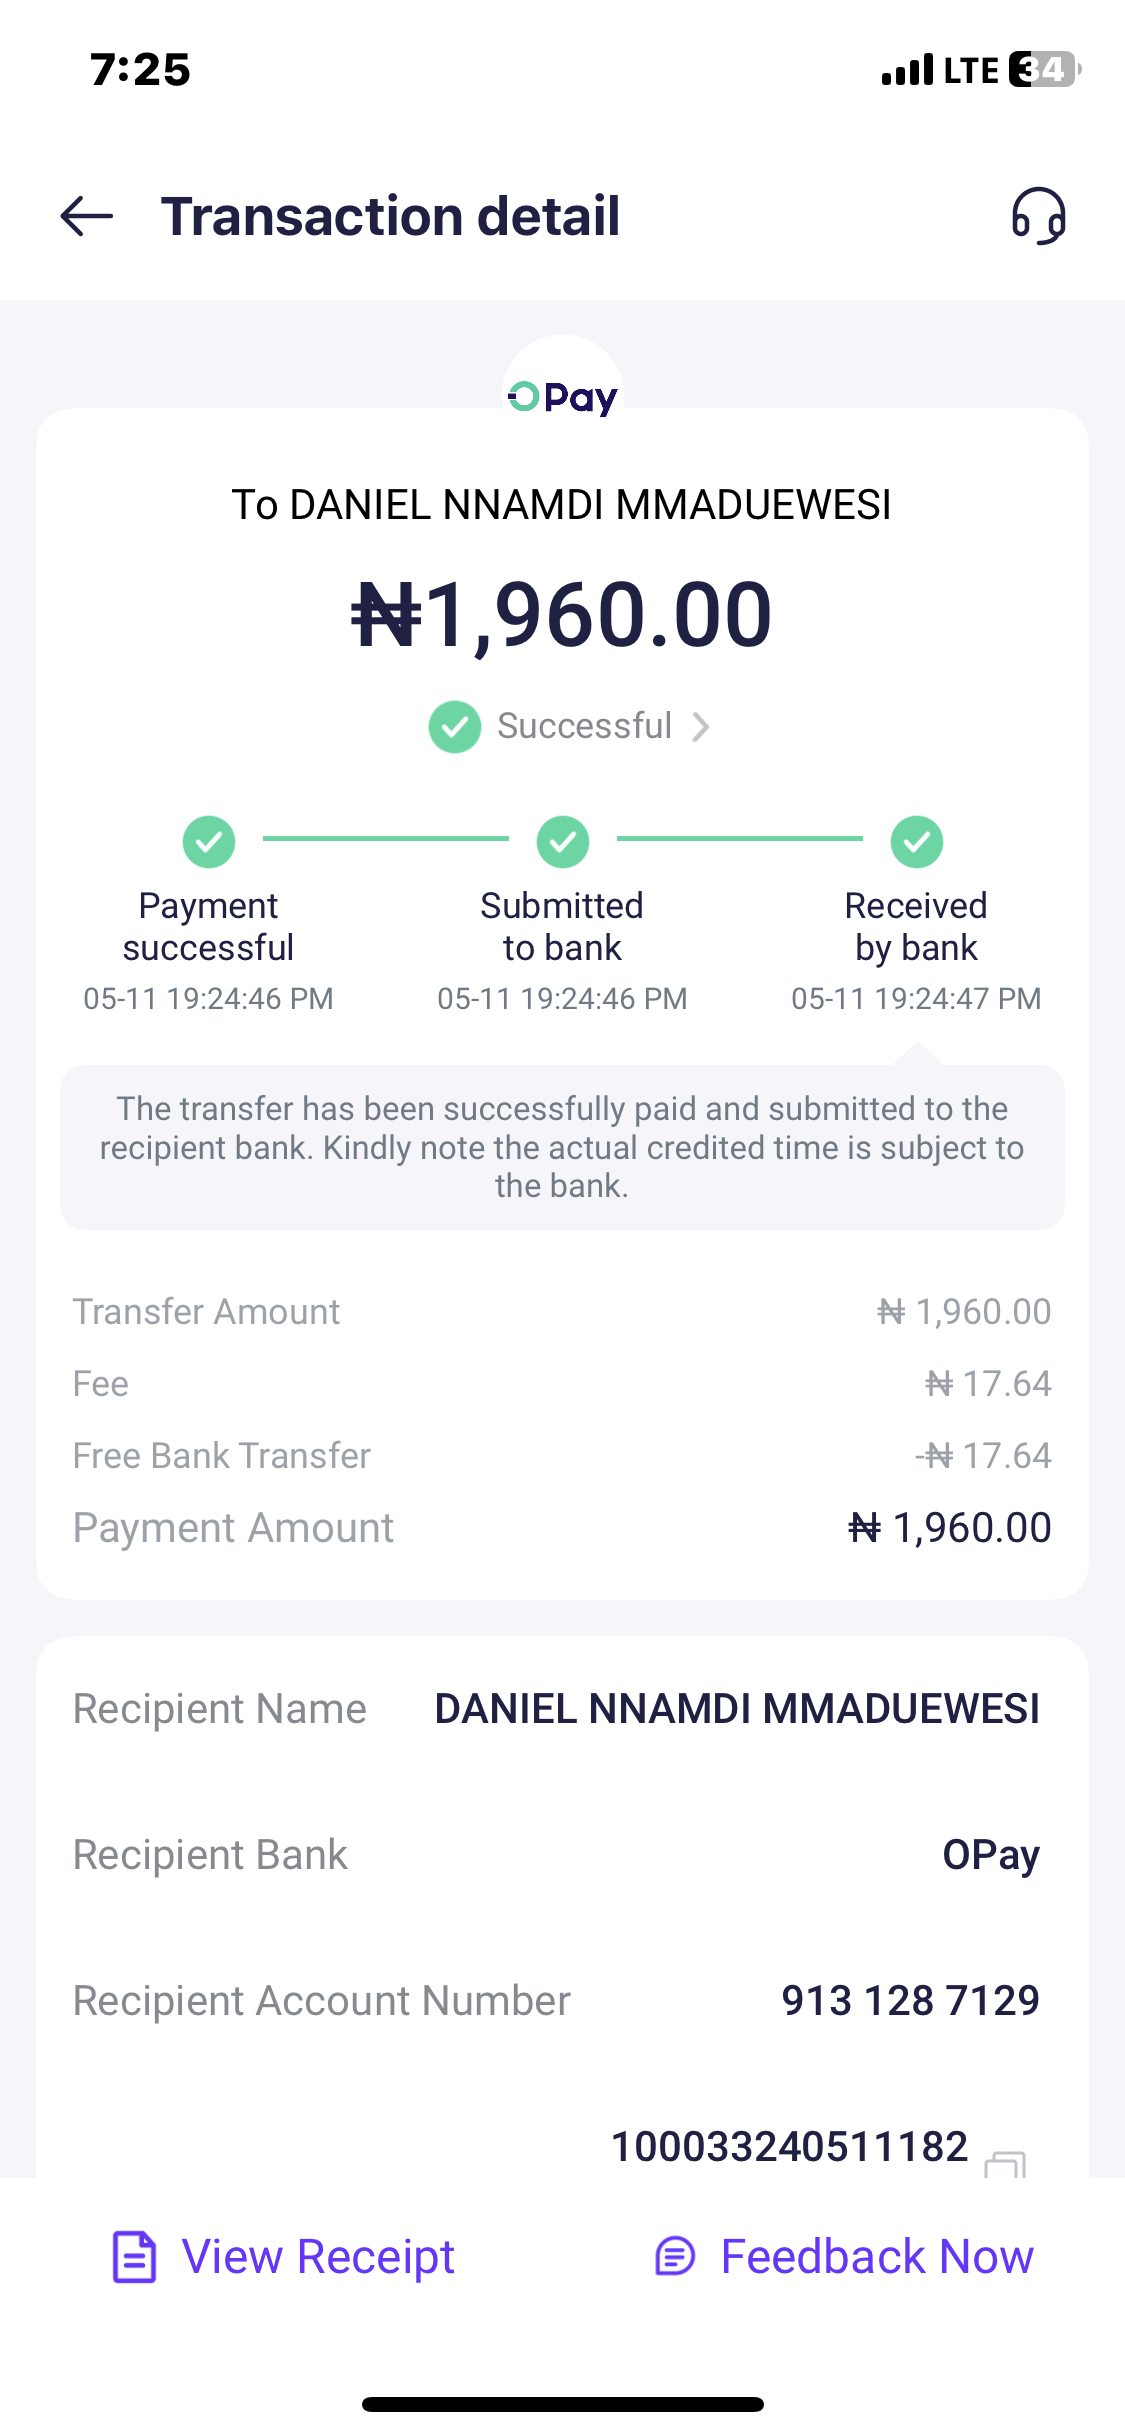 7:25
LTE 34
Transaction detail
OPay
To DANIEL NNAMDI MMADUEWESI
₦1,960.00
Successful
Payment successful
05-11 19:24:46 PM
Submitted to bank
05-11 19:24:46 PM
Received by bank
05-11 19:24:47 PM
The transfer has been successfully paid and submitted to the
recipient bank. Kindly note the actual credited time is subject to
the bank.
Transfer Amount ₦ 1,960.00
Fee ₦ 17.64
Free Bank Transfer -₦ 17.64
Payment Amount ₦ 1,960.00
Recipient Name DANIEL NNAMDI MMADUEWESI
Recipient Bank OPay
Recipient Account Number 913 128 7129
100033240511182
View Receipt
Feedback Now